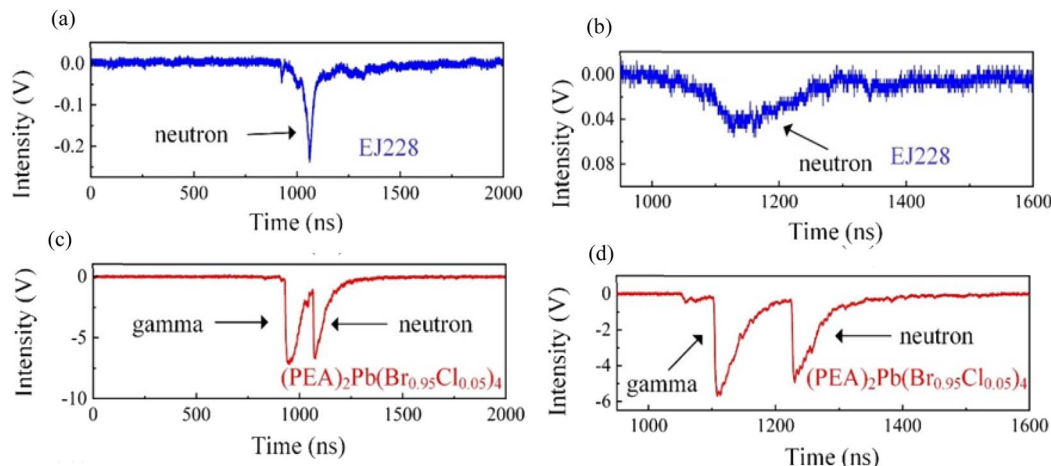 (a)
0.0
-0.1
-0.2
Intensity (V)
neutron
EJ228
0 500 1000 1500 2000
Time (ns)
(b)
0.00
0.04
0.08
Intensity (V)
neutron
EJ228
1000 1200 1400 1600
Time (ns)
(c)
0
-5
-10
Intensity (V)
gamma
neutron
(PEA)₂Pb(Br₀.₉₅Cl₀.₀₅)₄
0 500 1000 1500 2000
Time (ns)
(d)
0
-2
-4
-6
Intensity (V)
neutron
gamma
(PEA)₂Pb(Br₀.₉₅Cl₀.₀₅)₄
1000 1200 1400 1600
Time (ns)